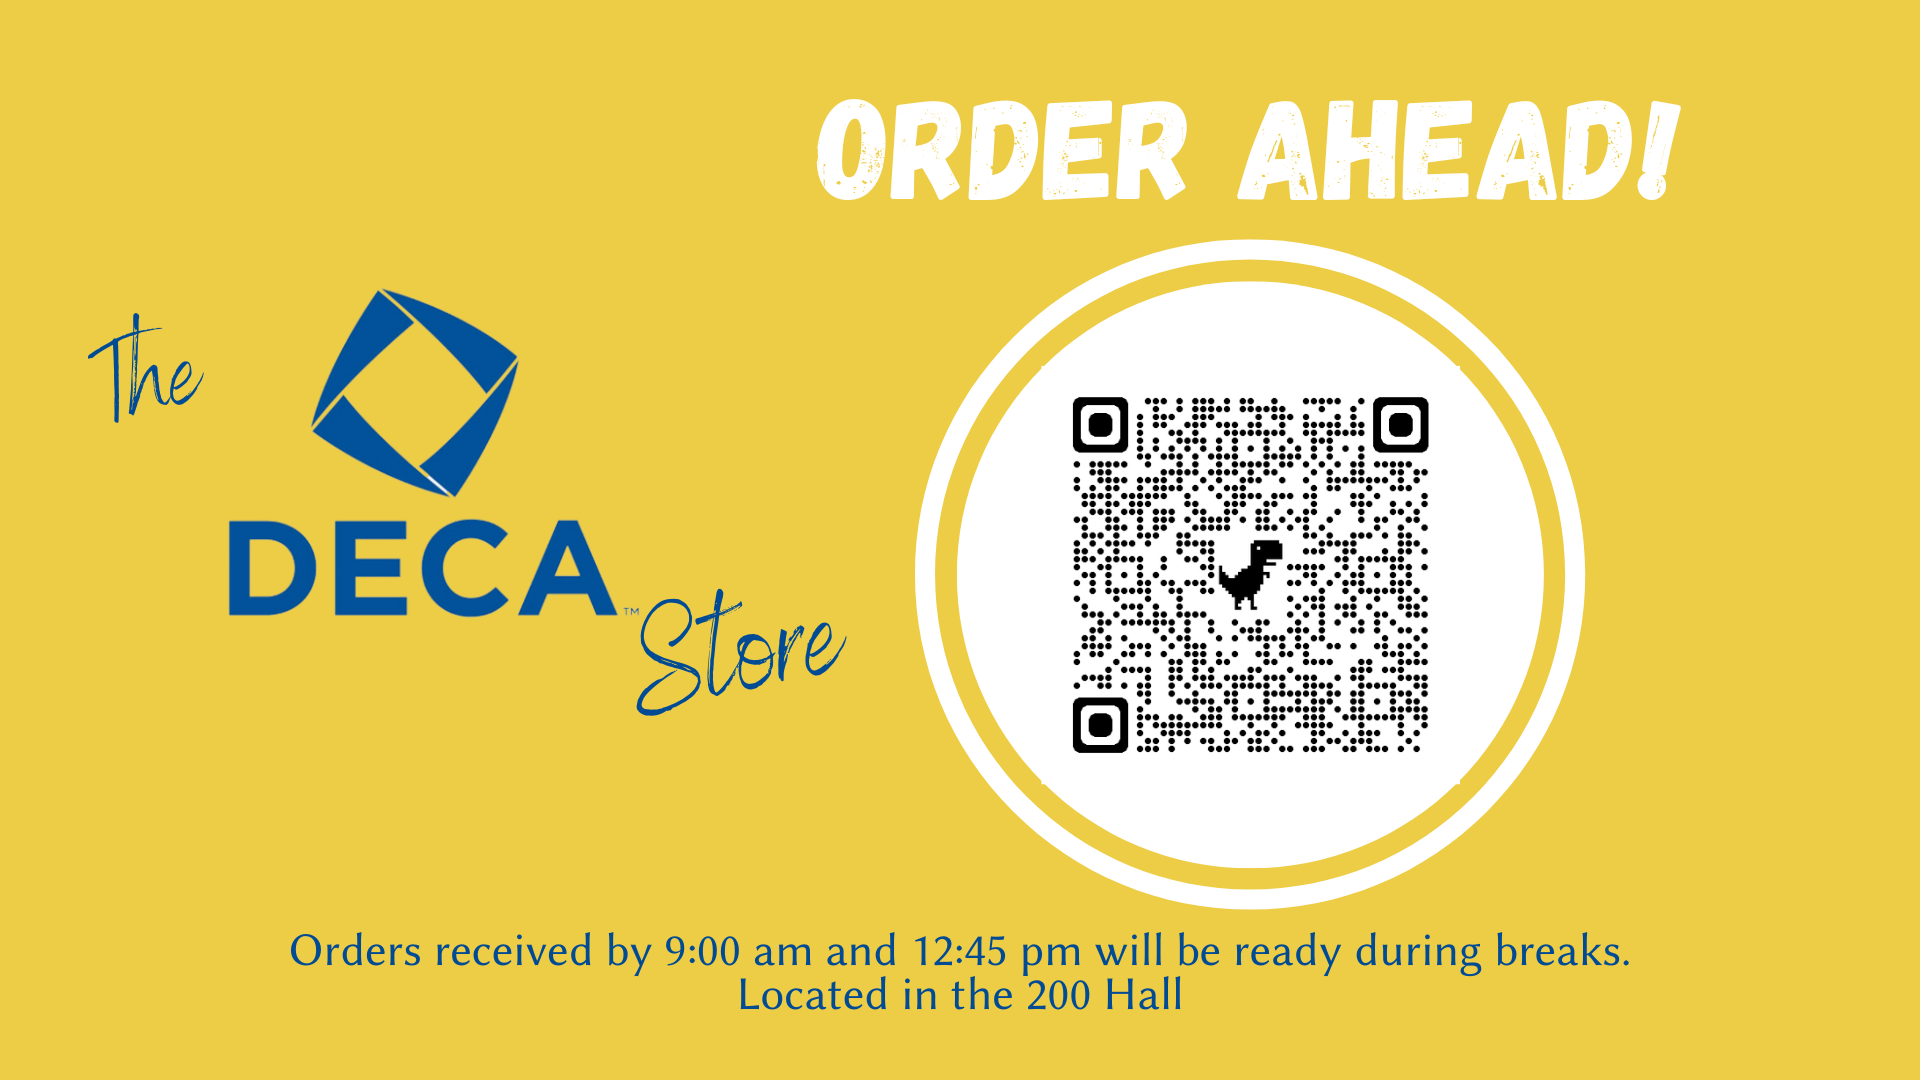 ORDER AHEAD!
The
DECA™
Store
Orders received by 9:00 am and 12:45 pm will be ready during breaks.
Located in the 200 Hall